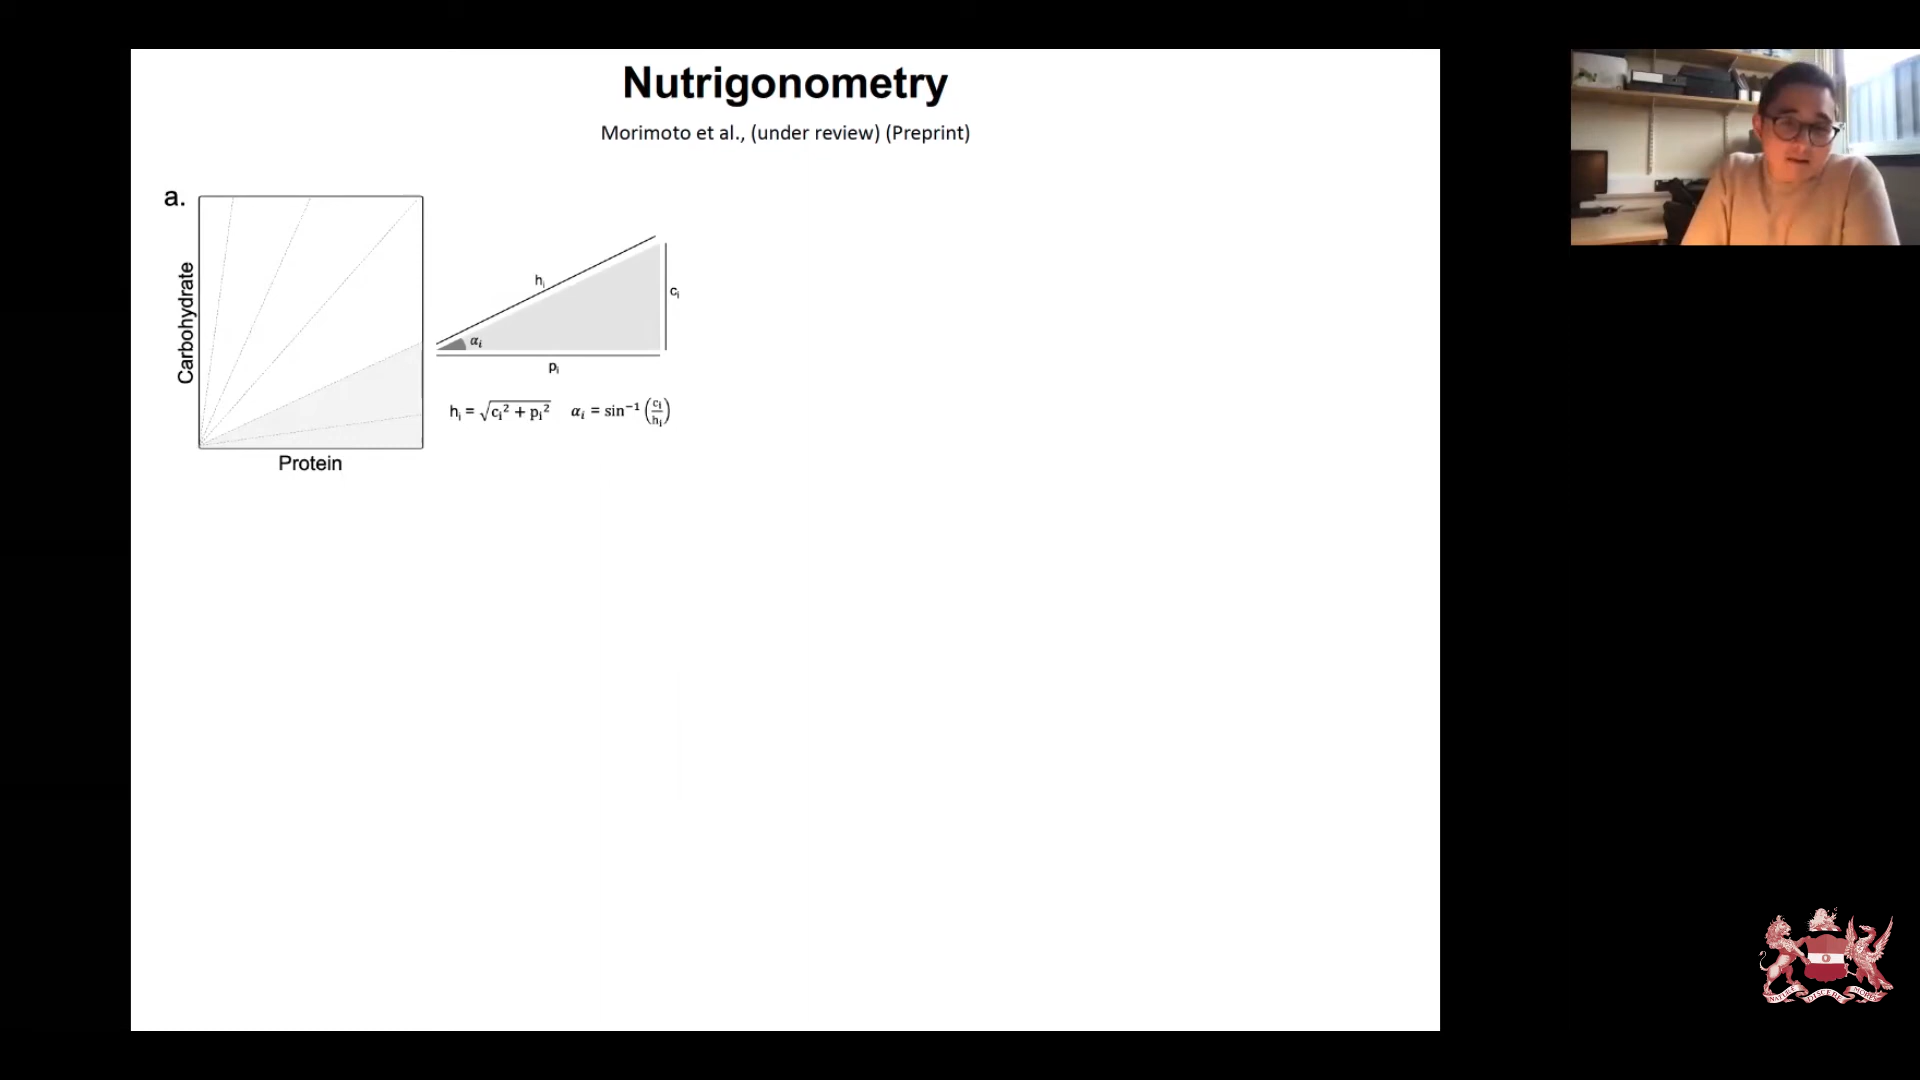 Nutrigonometry
Morimoto et al., (under review) (Preprint)
a.
Carbohydrate
Protein
hᵢ
cᵢ
αᵢ
pᵢ
hᵢ = √cᵢ² + pᵢ² αᵢ = sin⁻¹ (cᵢ/hᵢ)
DISCERE